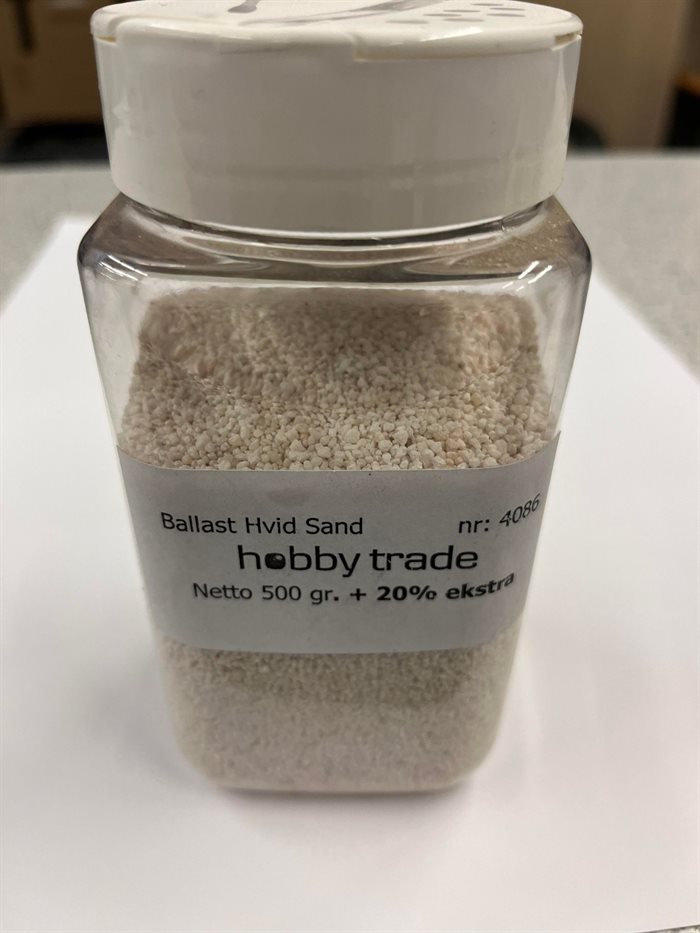 Ballast Hvid Sand nr: 4086
hobby trade
Netto 500 gr. + 20% ekstra